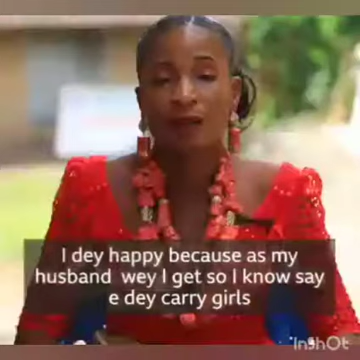 I dey happy because as my
husband wey I get so I know say
e dey carry girls
InShOt